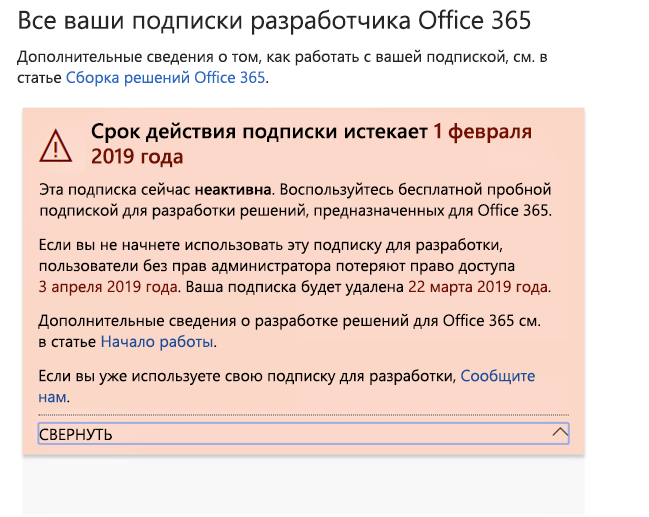 Все ваши подписки разработчика Office 365
Дополнительные сведения о том, как работать с вашей подпиской, см. в
статье Сборка решений Office 365.
Срок действия подписки истекает 1 февраля
2019 года
Эта подписка сейчас неактивна. Воспользуйтесь бесплатной пробной
подпиской для разработки решений, предназначенных для Office 365.
Если вы не начнете использовать эту подписку для разработки,
пользователи без прав администратора потеряют право доступа
3 апреля 2019 года. Ваша подписка будет удалена 22 марта 2019 года.
Дополнительные сведения о разработке решений для Office 365 см.
в статье Начало работы.
Если вы уже используете свою подписку для разработки, Сообщите
нам.
СВЕРНУТЬ